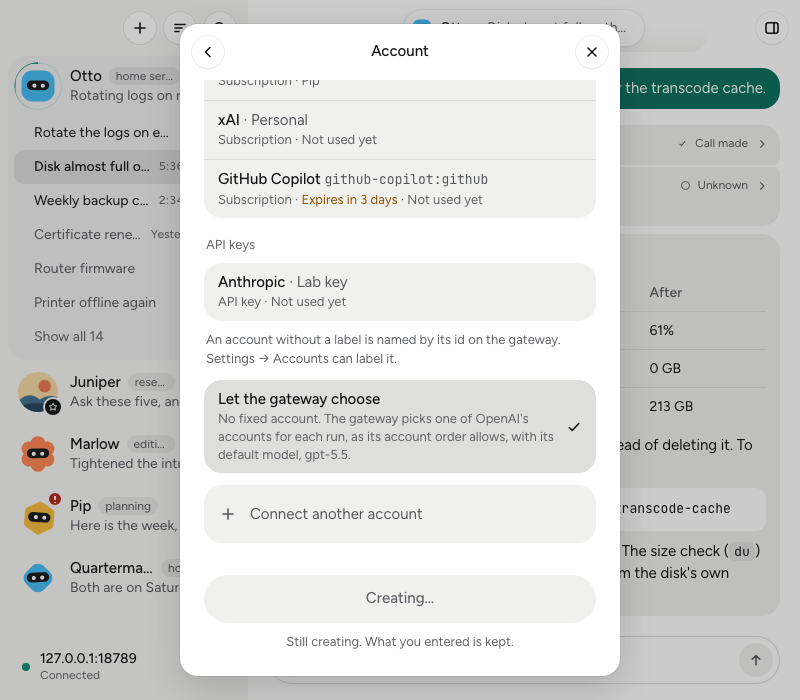 Account
Subscription · Pip
xAI · Personal
Subscription · Not used yet
GitHub Copilot github-copilot:github
Subscription · Expires in 3 days · Not used yet
API keys
Anthropic · Lab key
API key · Not used yet
An account without a label is named by its id on the gateway.
Settings → Accounts can label it.
Let the gateway choose
No fixed account. The gateway picks one of OpenAI's
accounts for each run, as its account order allows, with its
default model, gpt-5.5.
Connect another account
Creating...
Still creating. What you entered is kept.
Otto home ser...
Rotating logs on
Rotate the logs on e...
Disk almost full o... 5:36
Weekly backup c... 2:34
Certificate rene... Yeste
Router firmware
Printer offline again
Show all 14
Juniper rese...
Ask these five, an
Marlow editi...
Tightened the intr
Pip planning
Here is the week,
Quarterma...
Both are on Satur
127.0.0.1:18789
Connected
the transcode cache.
Call made
Unknown
After
61%
0 GB
213 GB
ead of deleting it. To
transcode-cache
The size check ( du )
m the disk's own